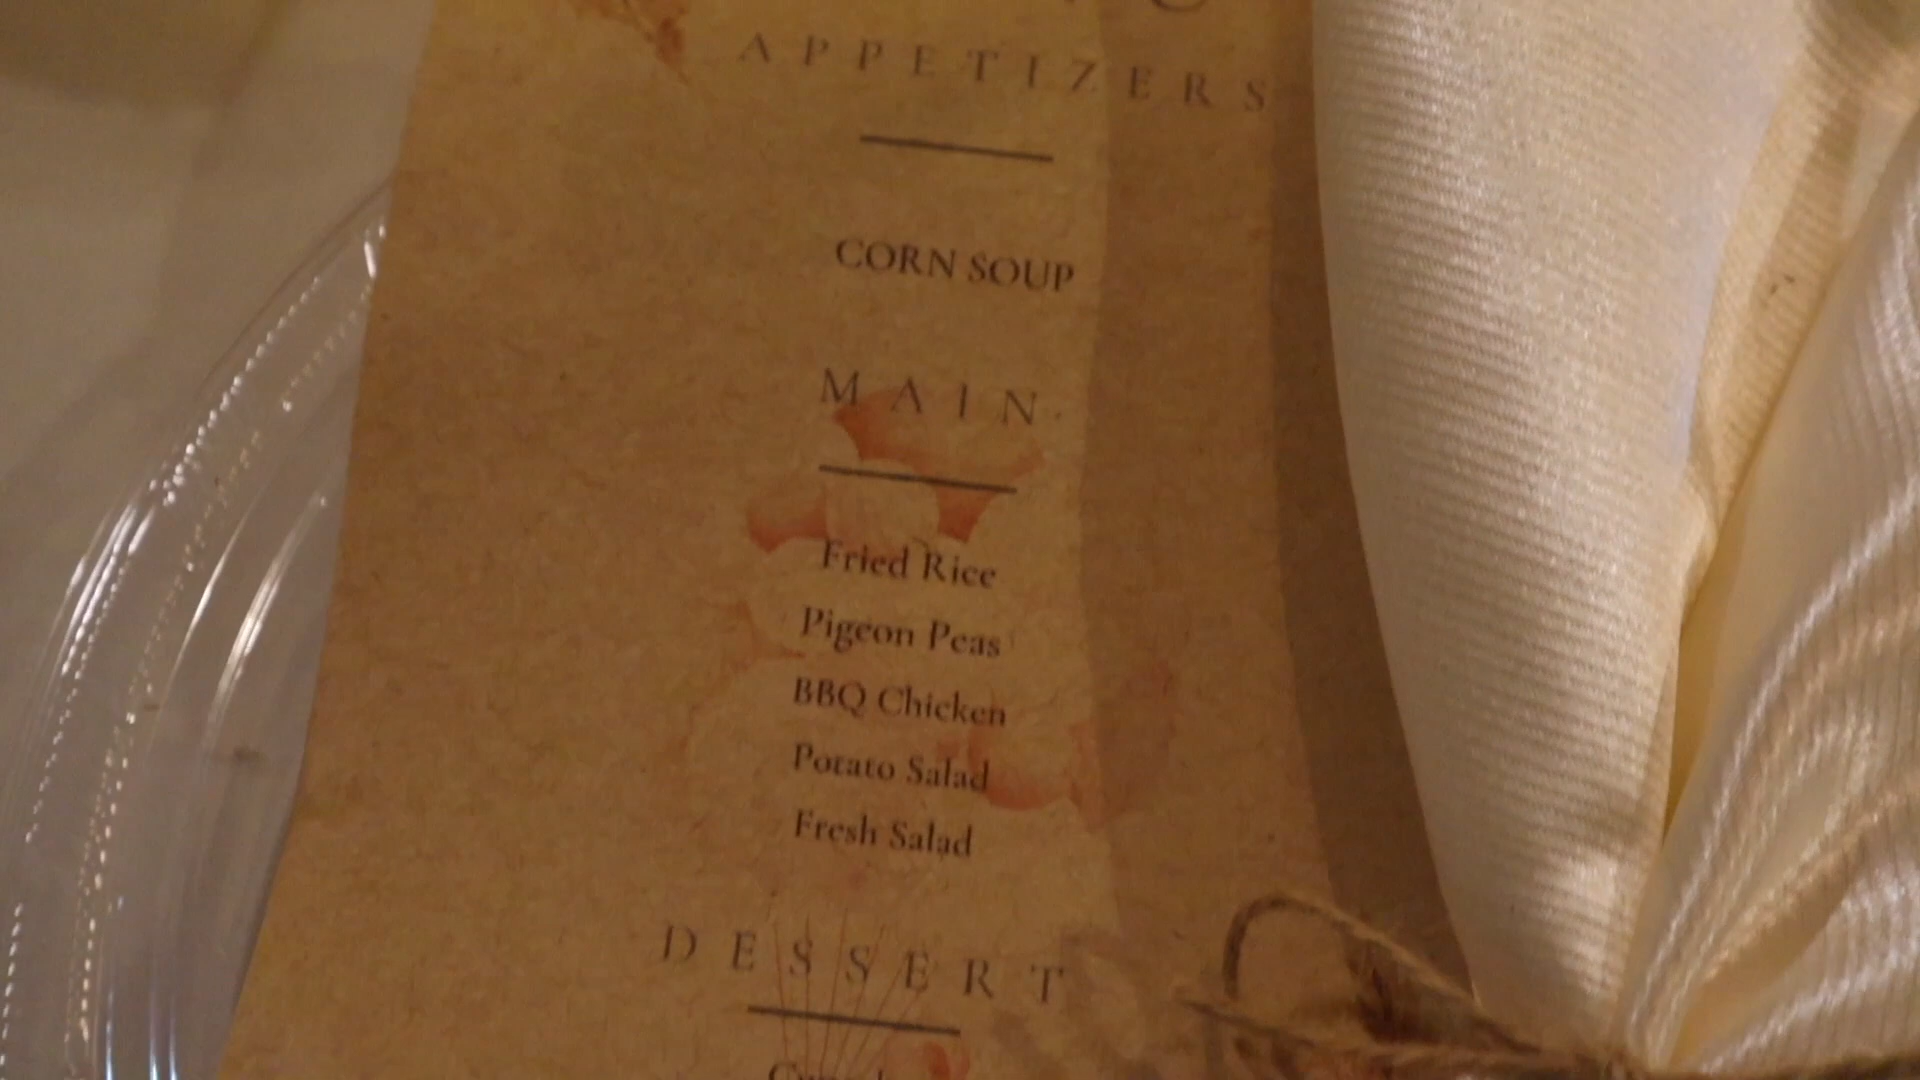 APPETIZERS
CORN SOUP
MAIN
Fried Rice
Pigeon Peas
BBQ Chicken
Potato Salad
Fresh Salad
DESSERT